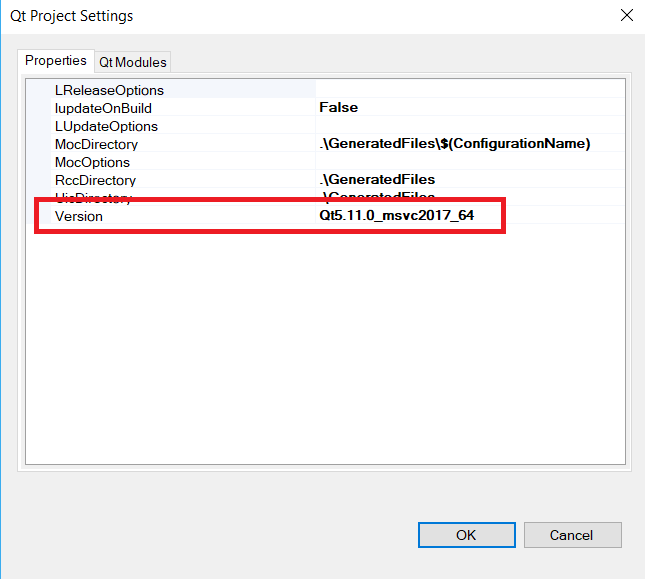 Qt Project Settings
Properties
Qt Modules
LReleaseOptions
lupdateOnBuild False
LUpdateOptions
MocDirectory .\GeneratedFiles\$(ConfigurationName)
MocOptions
RccDirectory .\GeneratedFiles
UicDirectory .\GeneratedFiles
Version Qt5.11.0_msvc2017_64
OK
Cancel